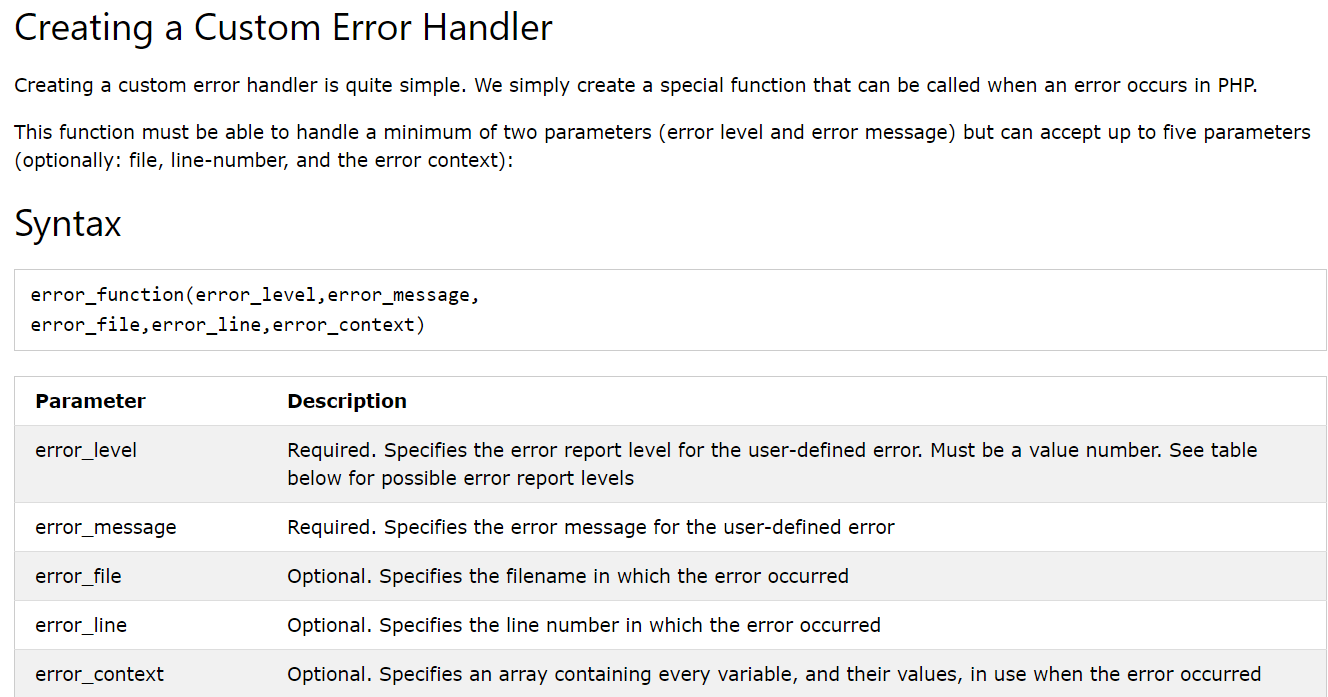 Creating a Custom Error Handler
Creating a custom error handler is quite simple. We simply create a special function that can be called when an error occurs in PHP.
This function must be able to handle a minimum of two parameters (error level and error message) but can accept up to five parameters
(optionally: file, line-number, and the error context):
Syntax
error_function(error_level,error_message,
error_file,error_line,error_context)
Parameter Description
error_level Required. Specifies the error report level for the user-defined error. Must be a value number. See table
below for possible error report levels
error_message Required. Specifies the error message for the user-defined error
error_file Optional. Specifies the filename in which the error occurred
error_line Optional. Specifies the line number in which the error occurred
error_context Optional. Specifies an array containing every variable, and their values, in use when the error occurred